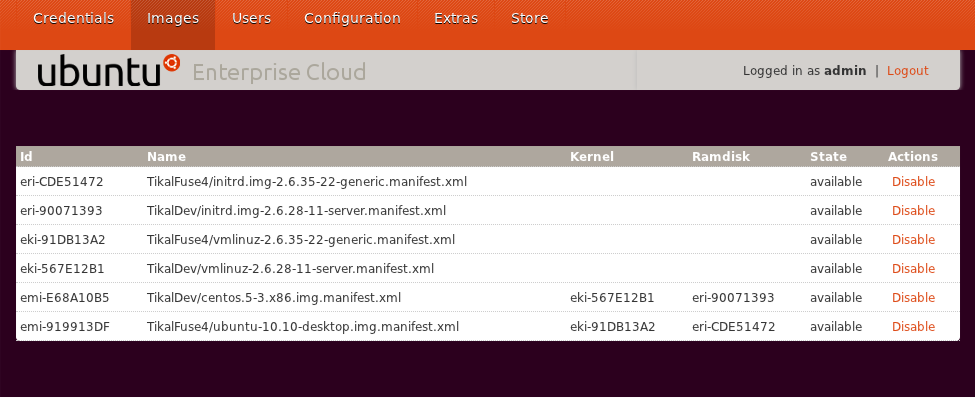 Credentials Images Users Configuration Extras Store
ubuntu Enterprise Cloud Logged in as admin | Logout
Id Name Kernel Ramdisk State Actions
eri-CDE51472 TikalFuse4/initrd.img-2.6.35-22-generic.manifest.xml available Disable
eri-90071393 TikalDev/initrd.img-2.6.28-11-server.manifest.xml available Disable
eki-91DB13A2 TikalFuse4/vmlinuz-2.6.35-22-generic.manifest.xml available Disable
eki-567E12B1 TikalDev/vmlinuz-2.6.28-11-server.manifest.xml available Disable
emi-E68A10B5 TikalDev/centos.5-3.x86.img.manifest.xml eki-567E12B1 eri-90071393 available Disable
emi-919913DF TikalFuse4/ubuntu-10.10-desktop.img.manifest.xml eki-91DB13A2 eri-CDE51472 available Disable